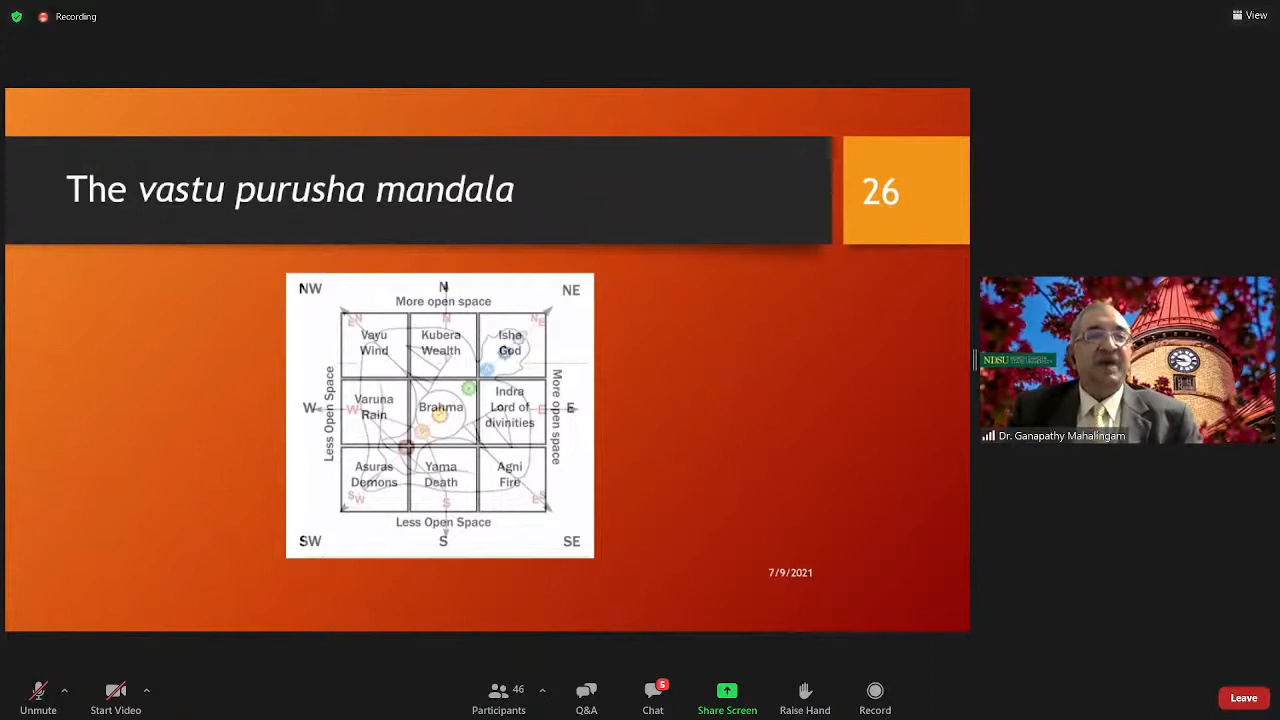 Recording
View
The vastu purusha mandala
26
NW
N
NE
More open space
N
N
E
N
E
Vayu
Wind
Kubera
Wealth
Isha
God
Less Open Space
W
W
Varuna
Rain
Brahma
Indra
Lord of
divinities
E
E
More open space
Asuras
Demons
Yama
Death
Agni
Fire
S
W
S
E
S
Less Open Space
SW
S
SE
7/9/2021
NDSU
Dr. Ganapathy Mahalingam
Unmute
Start Video
46
Participants
Q&A
5
Chat
Share Screen
Raise Hand
Record
Leave